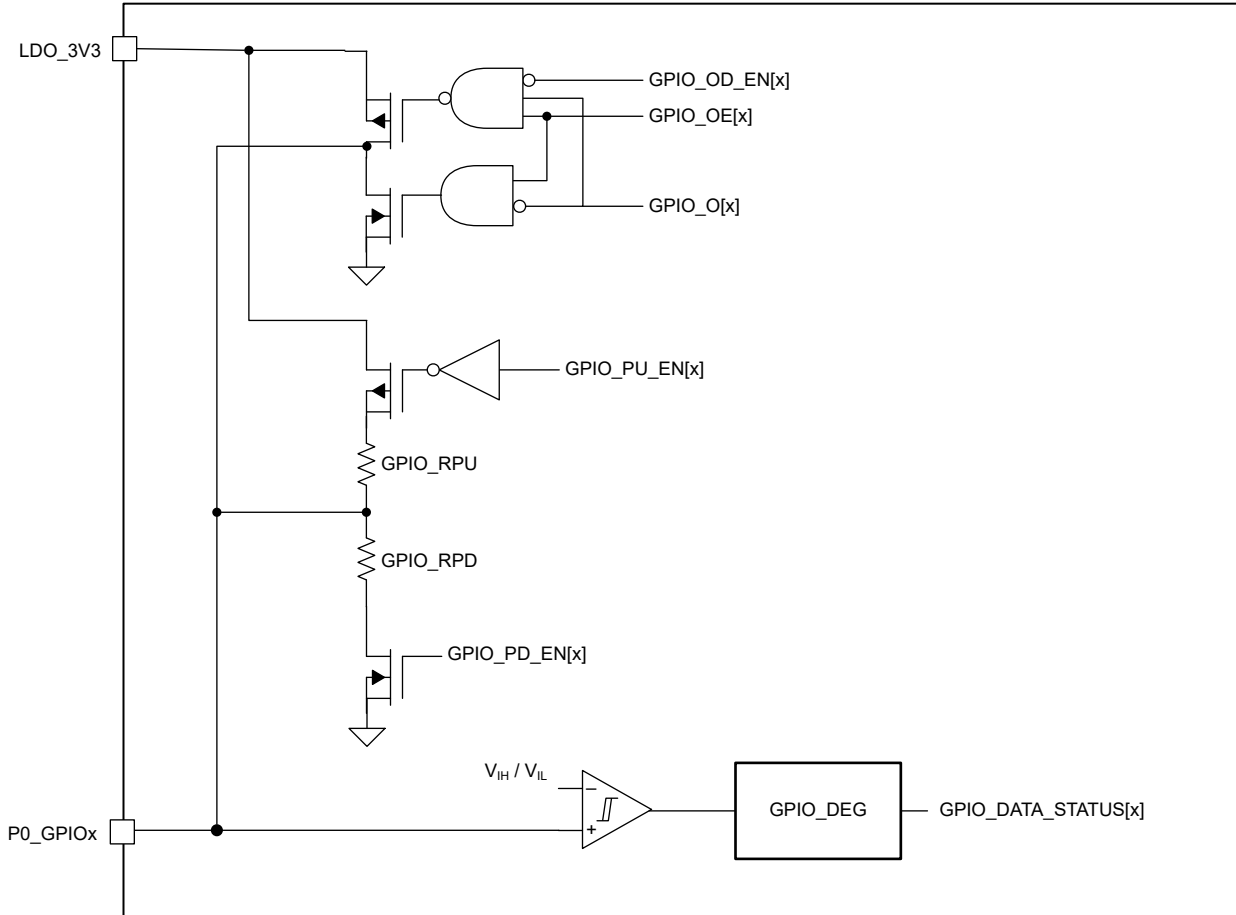 LDO_3V3
GPIO_OD_EN[x]
GPIO_OE[x]
GPIO_O[x]
GPIO_PU_EN[x]
GPIO_RPU
GPIO_RPD
GPIO_PD_EN[x]
VIH / VIL
−
+
GPIO_DEG
GPIO_DATA_STATUS[x]
P0_GPIOx